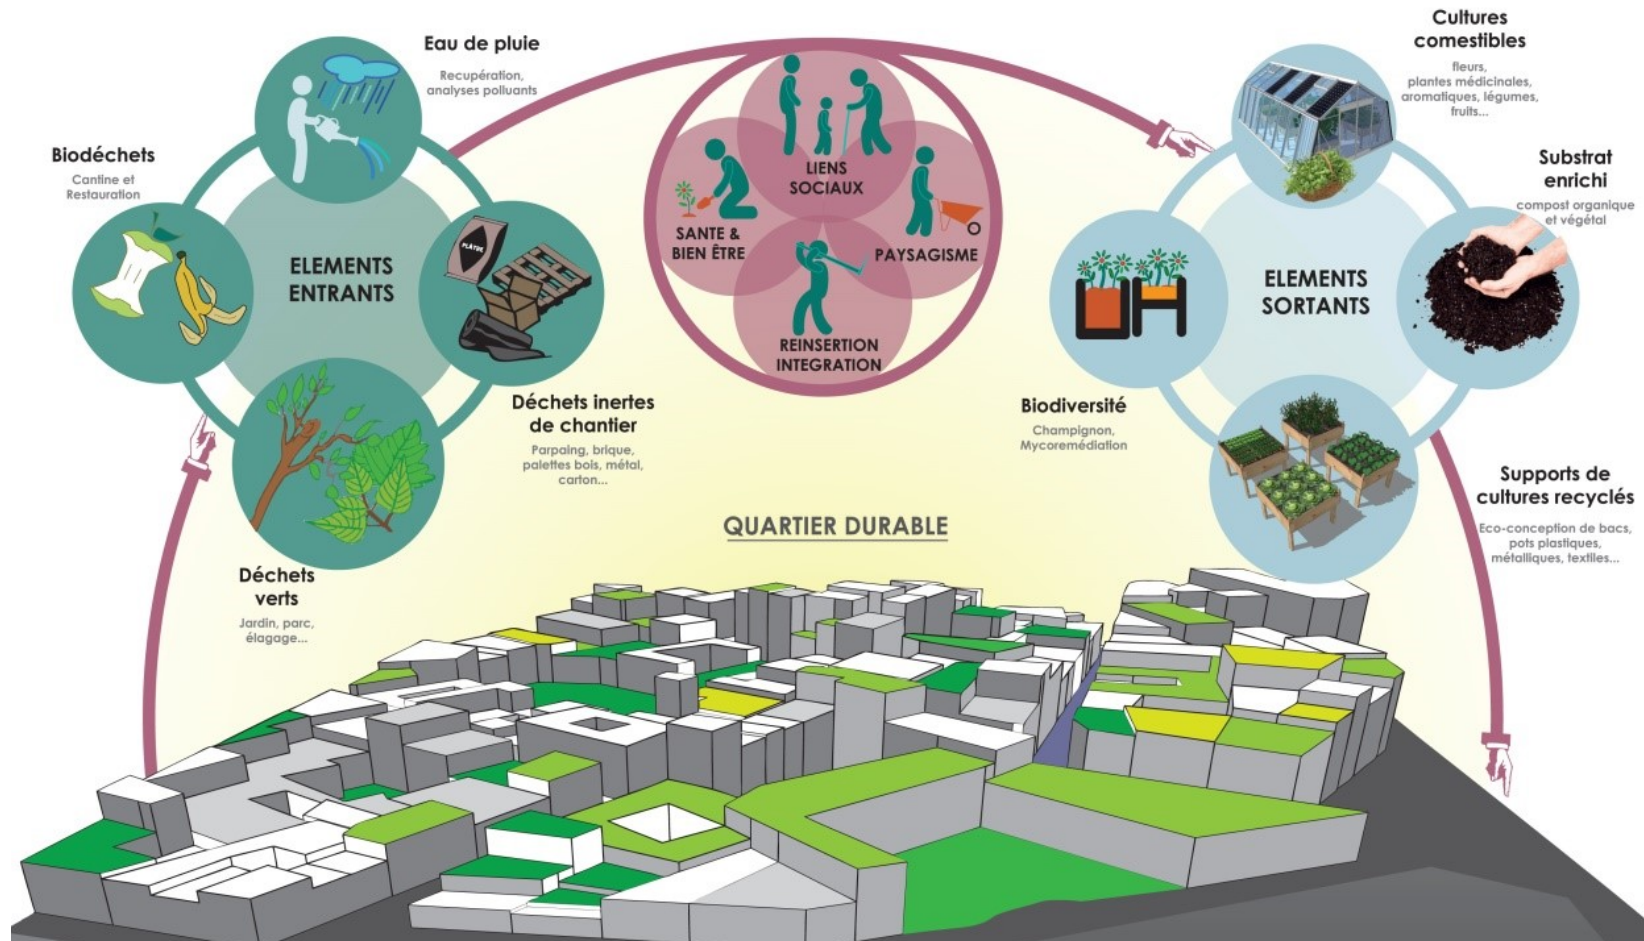 Eau de pluie
Recupération,
analyses polluants
Biodéchets
Cantine et
Restauration
ELEMENTS
ENTRANTS
PLÂTRE
Déchets inertes
de chantier
Parpaing, brique,
palettes bois, métal,
carton...
Déchets
verts
Jardin, parc,
élagage...
LIENS
SOCIAUX
SANTE &
BIEN ÊTRE
PAYSAGISME
REINSERTION
INTEGRATION
Cultures
comestibles
fleurs,
plantes médicinales,
aromatiques, légumes,
fruits...
Substrat
enrichi
compost organique
et végétal
ELEMENTS
SORTANTS
Biodiversité
Champignon,
Mycoremédiation
Supports de
cultures recyclés
Eco-conception de bacs,
pots plastiques,
métalliques, textiles...
QUARTIER DURABLE